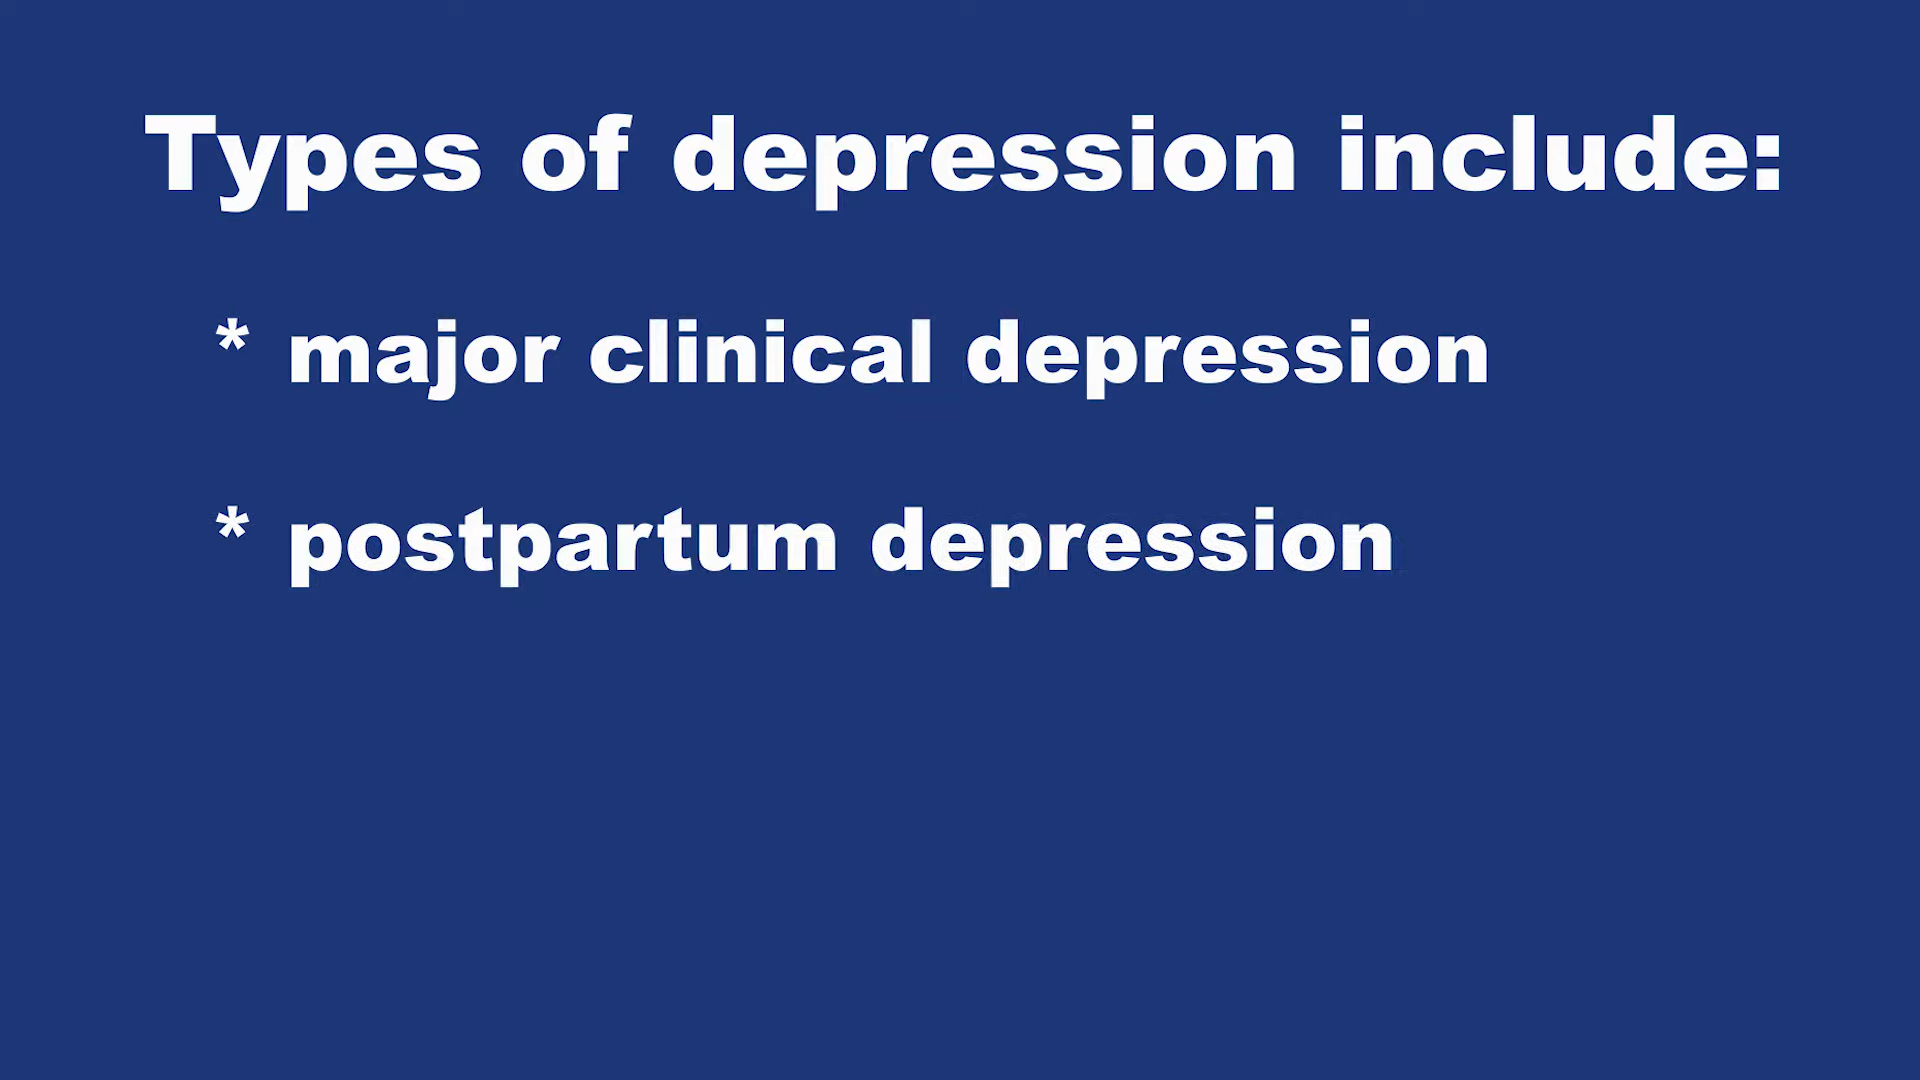 Types of depression include:
* major clinical depression
* postpartum depression